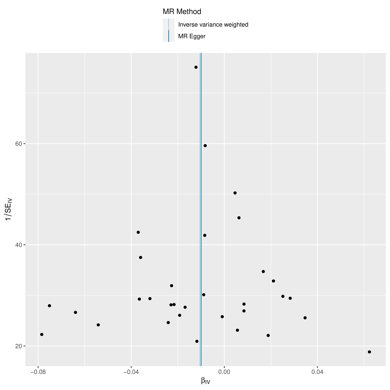 MR Method
Inverse variance weighted
MR Egger
60
40
20
1/SE_IV
−0.08
−0.04
0.00
0.04
β_IV